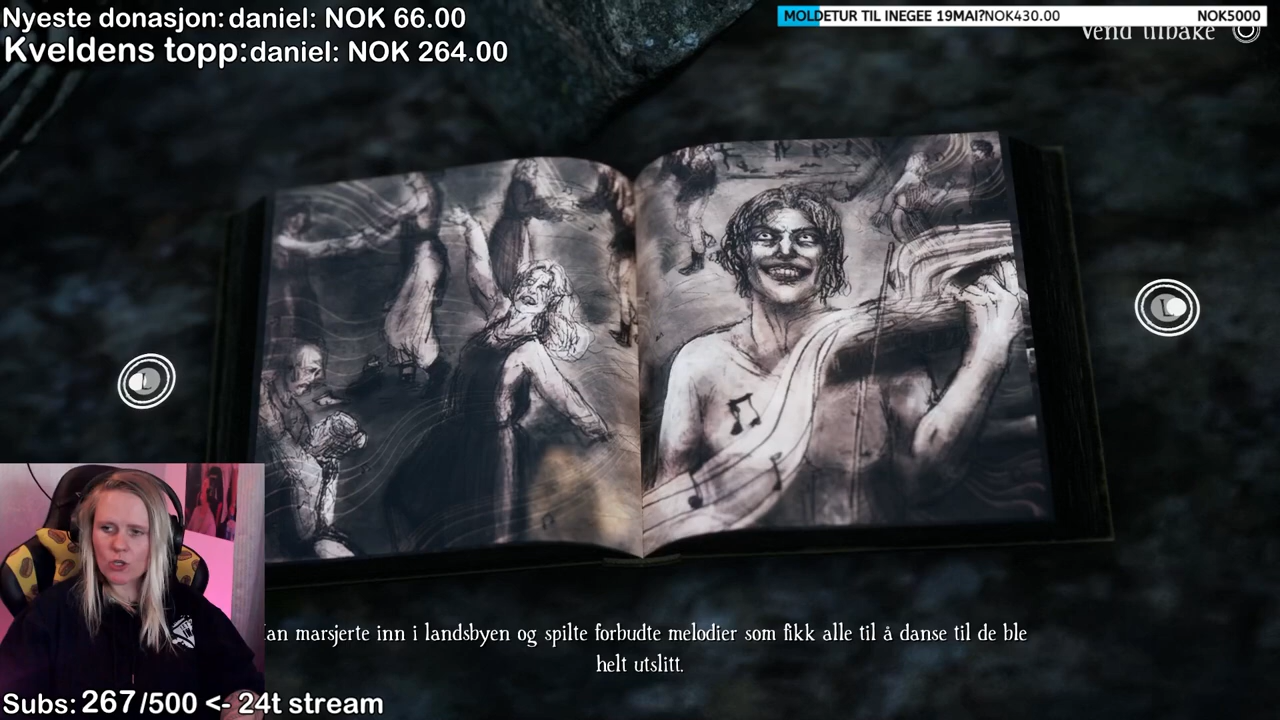 Nyeste donasjon: daniel: NOK 66.00
Kveldens topp: daniel: NOK 264.00
MOLDETUR TIL INEGEE 19MAI? NOK430.00 NOK5000
Vend tilbake
an marsjerte inn i landsbyen og spilte forbudte melodier som fikk alle til å danse til de ble
helt utslitt.
Subs: 267/500 <- 24t stream